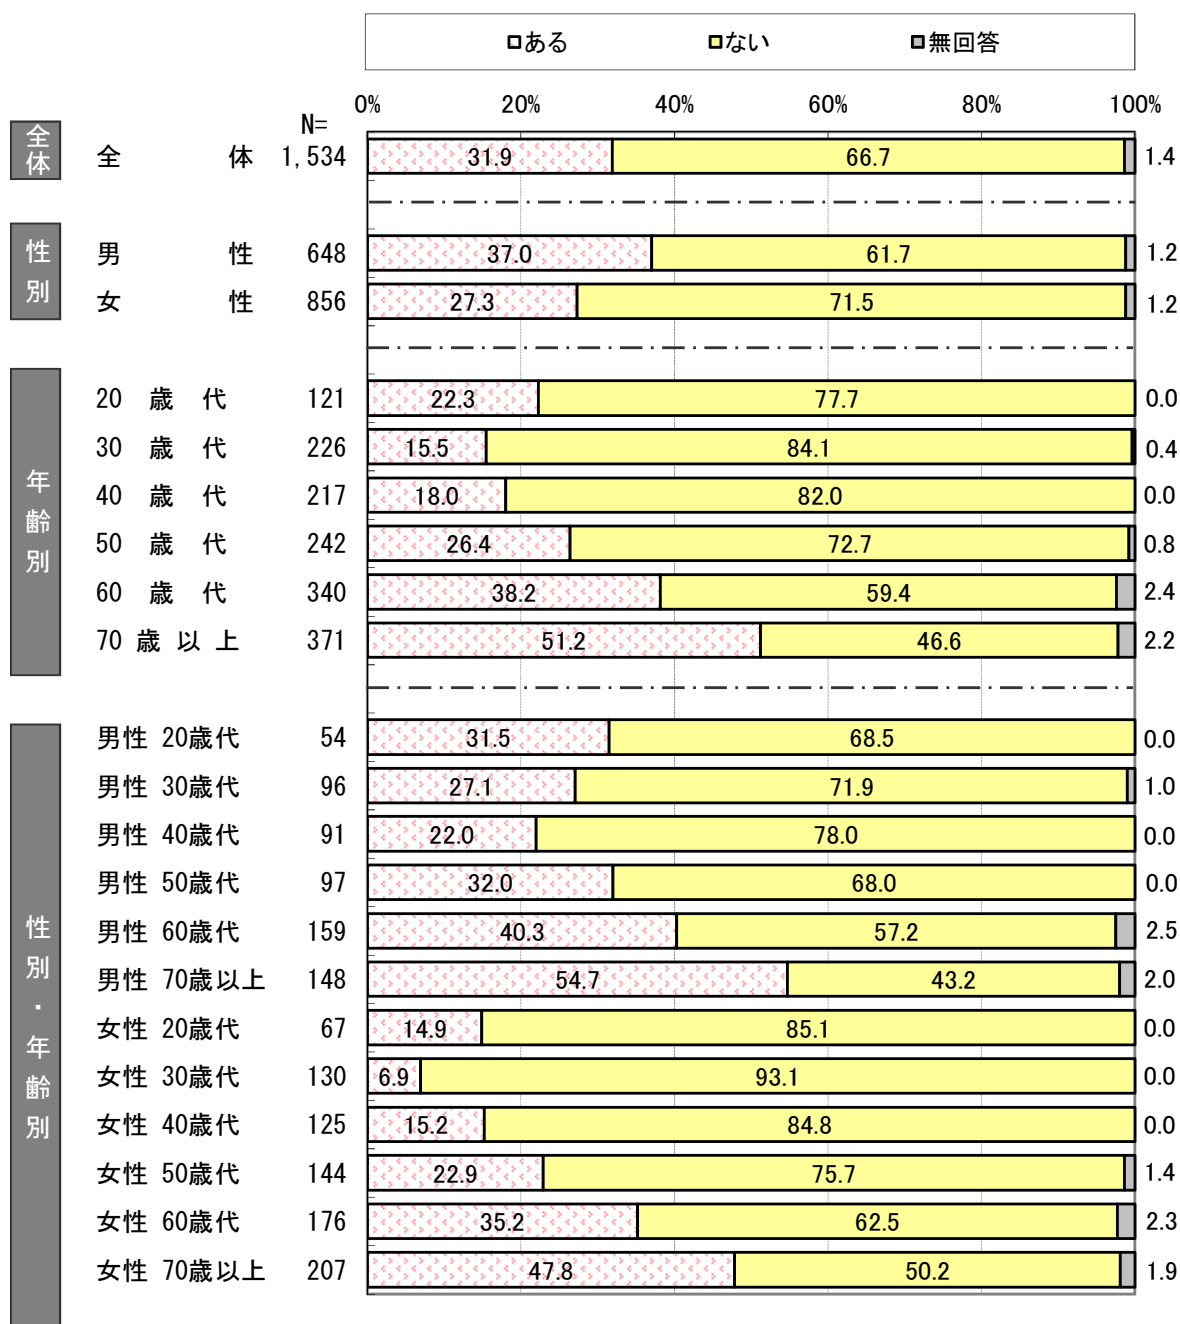 ある ない 無回答
0% 20% 40% 60% 80% 100%
N=
全体
全体 1,534 31.9 66.7 1.4
性別
男性 648 37.0 61.7 1.2
女性 856 27.3 71.5 1.2
年齢別
20歳代 121 22.3 77.7 0.0
30歳代 226 15.5 84.1 0.4
40歳代 217 18.0 82.0 0.0
50歳代 242 26.4 72.7 0.8
60歳代 340 38.2 59.4 2.4
70歳以上 371 51.2 46.6 2.2
性別・年齢別
男性 20歳代 54 31.5 68.5 0.0
男性 30歳代 96 27.1 71.9 1.0
男性 40歳代 91 22.0 78.0 0.0
男性 50歳代 97 32.0 68.0 0.0
男性 60歳代 159 40.3 57.2 2.5
男性 70歳以上 148 54.7 43.2 2.0
女性 20歳代 67 14.9 85.1 0.0
女性 30歳代 130 6.9 93.1 0.0
女性 40歳代 125 15.2 84.8 0.0
女性 50歳代 144 22.9 75.7 1.4
女性 60歳代 176 35.2 62.5 2.3
女性 70歳以上 207 47.8 50.2 1.9